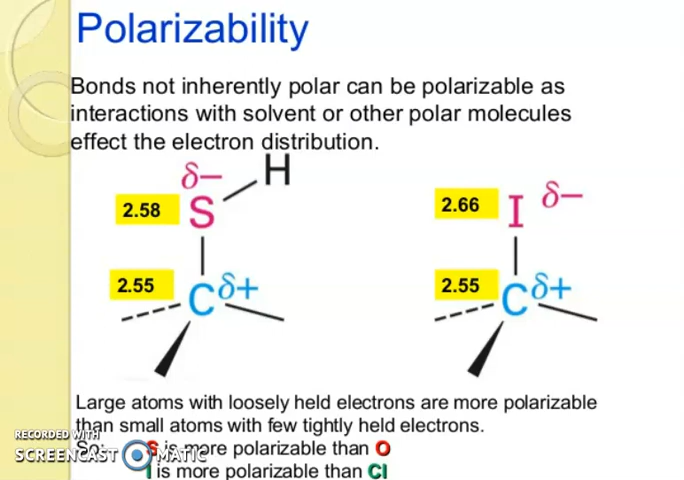 Polarizability
Bonds not inherently polar can be polarizable as
interactions with solvent or other polar molecules
effect the electron distribution.
δ− H
2.58 S
2.66 I δ−
2.55 C δ+
2.55 C δ+
Large atoms with loosely held electrons are more polarizable
than small atoms with few tightly held electrons.
RECORDED WITH
So: S is more polarizable than O
SCREENCAST MATIC
I is more polarizable than Cl